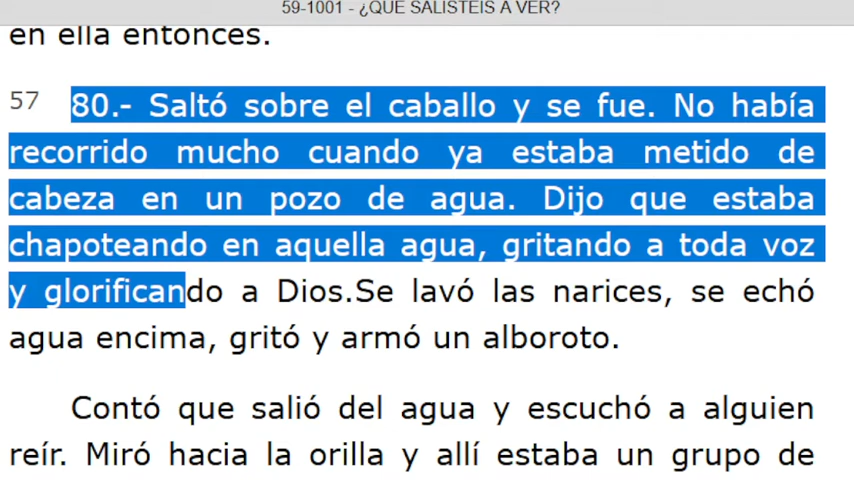 59-1001 - ¿QUÉ SALISTEIS A VER?
en ella entonces.
57 80.- Saltó sobre el caballo y se fue. No había
recorrido mucho cuando ya estaba metido de
cabeza en un pozo de agua. Dijo que estaba
chapoteando en aquella agua, gritando a toda voz
y glorificando a Dios.Se lavó las narices, se echó
agua encima, gritó y armó un alboroto.
Contó que salió del agua y escuchó a alguien
reír. Miró hacia la orilla y allí estaba un grupo de